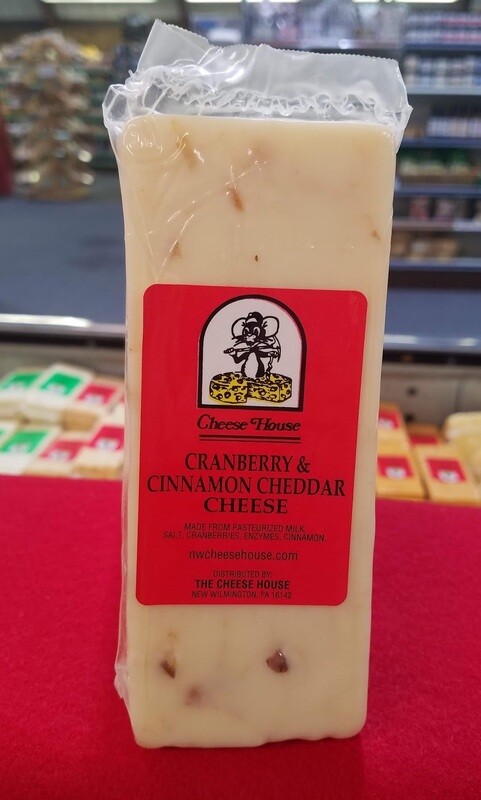 Cheese House
CRANBERRY &
CINNAMON CHEDDAR
CHEESE
MADE FROM PASTEURIZED MILK,
SALT, CRANBERRIES, ENZYMES, CINNAMON.
nwcheesehouse.com
DISTRIBUTED BY:
THE CHEESE HOUSE
NEW WILMINGTON, PA 16142